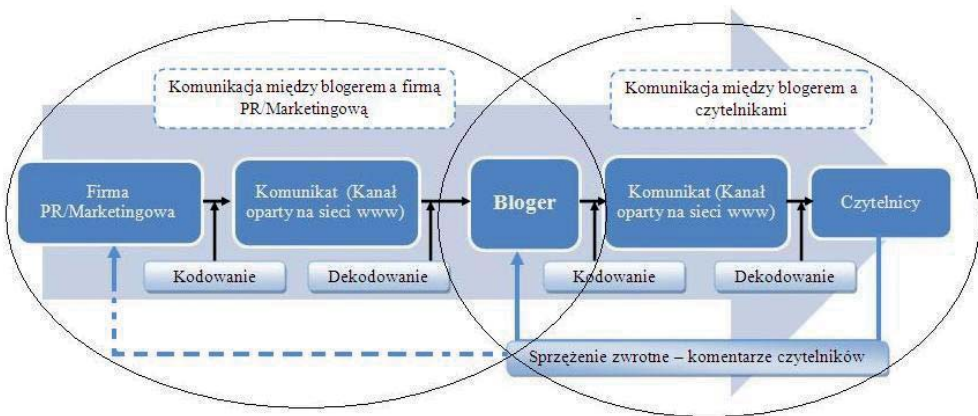 Komunikacja między blogerem a firmą
PR/Marketingową
Komunikacja między blogerem a
czytelnikami
Firma
PR/Marketingowa
Komunikat (Kanał
oparty na sieci www)
Bloger
Komunikat (Kanał
oparty na sieci www)
Czytelnicy
Kodowanie
Dekodowanie
Kodowanie
Dekodowanie
Sprzężenie zwrotne – komentarze czytelników